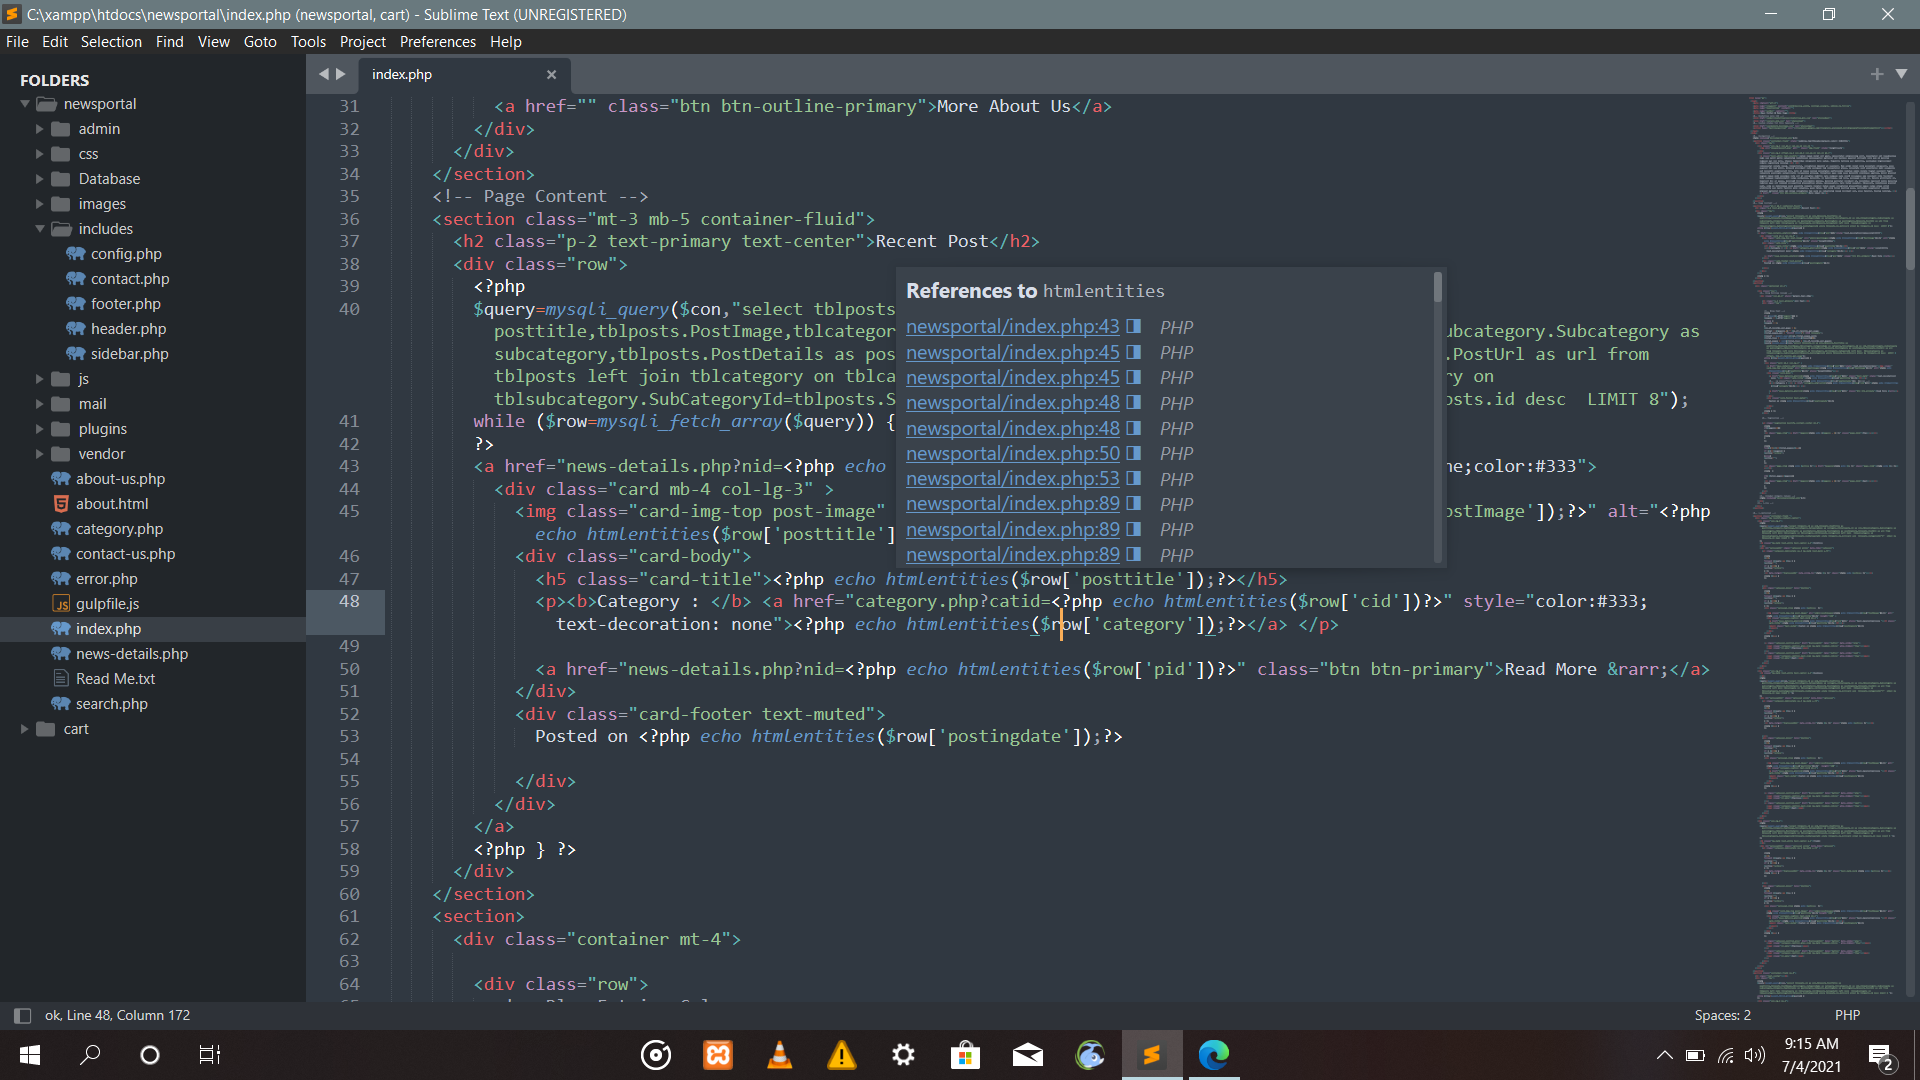 C:\xampp\htdocs\newsportal\index.php (newsportal, cart) - Sublime Text (UNREGISTERED)
File Edit Selection Find View Goto Tools Project Preferences Help
FOLDERS
newsportal
admin
css
Database
images
includes
config.php
contact.php
footer.php
header.php
sidebar.php
js
mail
plugins
vendor
about-us.php
about.html
category.php
contact-us.php
error.php
gulpfile.js
index.php
news-details.php
Read Me.txt
search.php
cart
index.php
31 <a href="" class="btn btn-outline-primary">More About Us</a>
32 </div>
33 </div>
34 </section>
35 <!-- Page Content -->
36 <section class="mt-3 mb-5 container-fluid">
37 <h2 class="p-2 text-primary text-center">Recent Post</h2>
38 <div class="row">
39 <?php
40 $query=mysqli_query($con,"select tblposts
posttitle,tblposts.PostImage,tblcategor ubcategory.Subcategory as
subcategory,tblposts.PostDetails as pos .PostUrl as url from
tblposts left join tblcategory on tblca ry on
tblsubcategory.SubCategoryId=tblposts.S osts.id desc  LIMIT 8");
41 while ($row=mysqli_fetch_array($query)) {
42 ?>
43 <a href="news-details.php?nid=<?php echo ne;color:#333">
44 <div class="card mb-4 col-lg-3" >
45 <img class="card-img-top post-image" ostImage']);?>" alt="<?php
echo htmlentities($row['posttitle']
46 <div class="card-body">
47 <h5 class="card-title"><?php echo htmlentities($row['posttitle']);?></h5>
48 <p><b>Category : </b> <a href="category.php?catid=<?php echo htmlentities($row['cid'])?>" style="color:#333;
text-decoration: none"><?php echo htmlentities($row['category']);?></a> </p>
49
50 <a href="news-details.php?nid=<?php echo htmlentities($row['pid'])?>" class="btn btn-primary">Read More &rarr;</a>
51 </div>
52 <div class="card-footer text-muted">
53 Posted on <?php echo htmlentities($row['postingdate']);?>
54
55 </div>
56 </div>
57 </a>
58 <?php } ?>
59 </div>
60 </section>
61 <section>
62 <div class="container mt-4">
63
64 <div class="row">
References to htmlentities
newsportal/index.php:43 PHP
newsportal/index.php:45 PHP
newsportal/index.php:45 PHP
newsportal/index.php:48 PHP
newsportal/index.php:48 PHP
newsportal/index.php:50 PHP
newsportal/index.php:53 PHP
newsportal/index.php:89 PHP
newsportal/index.php:89 PHP
newsportal/index.php:89 PHP
ok, Line 48, Column 172
Spaces: 2 PHP
9:15 AM
7/4/2021
2